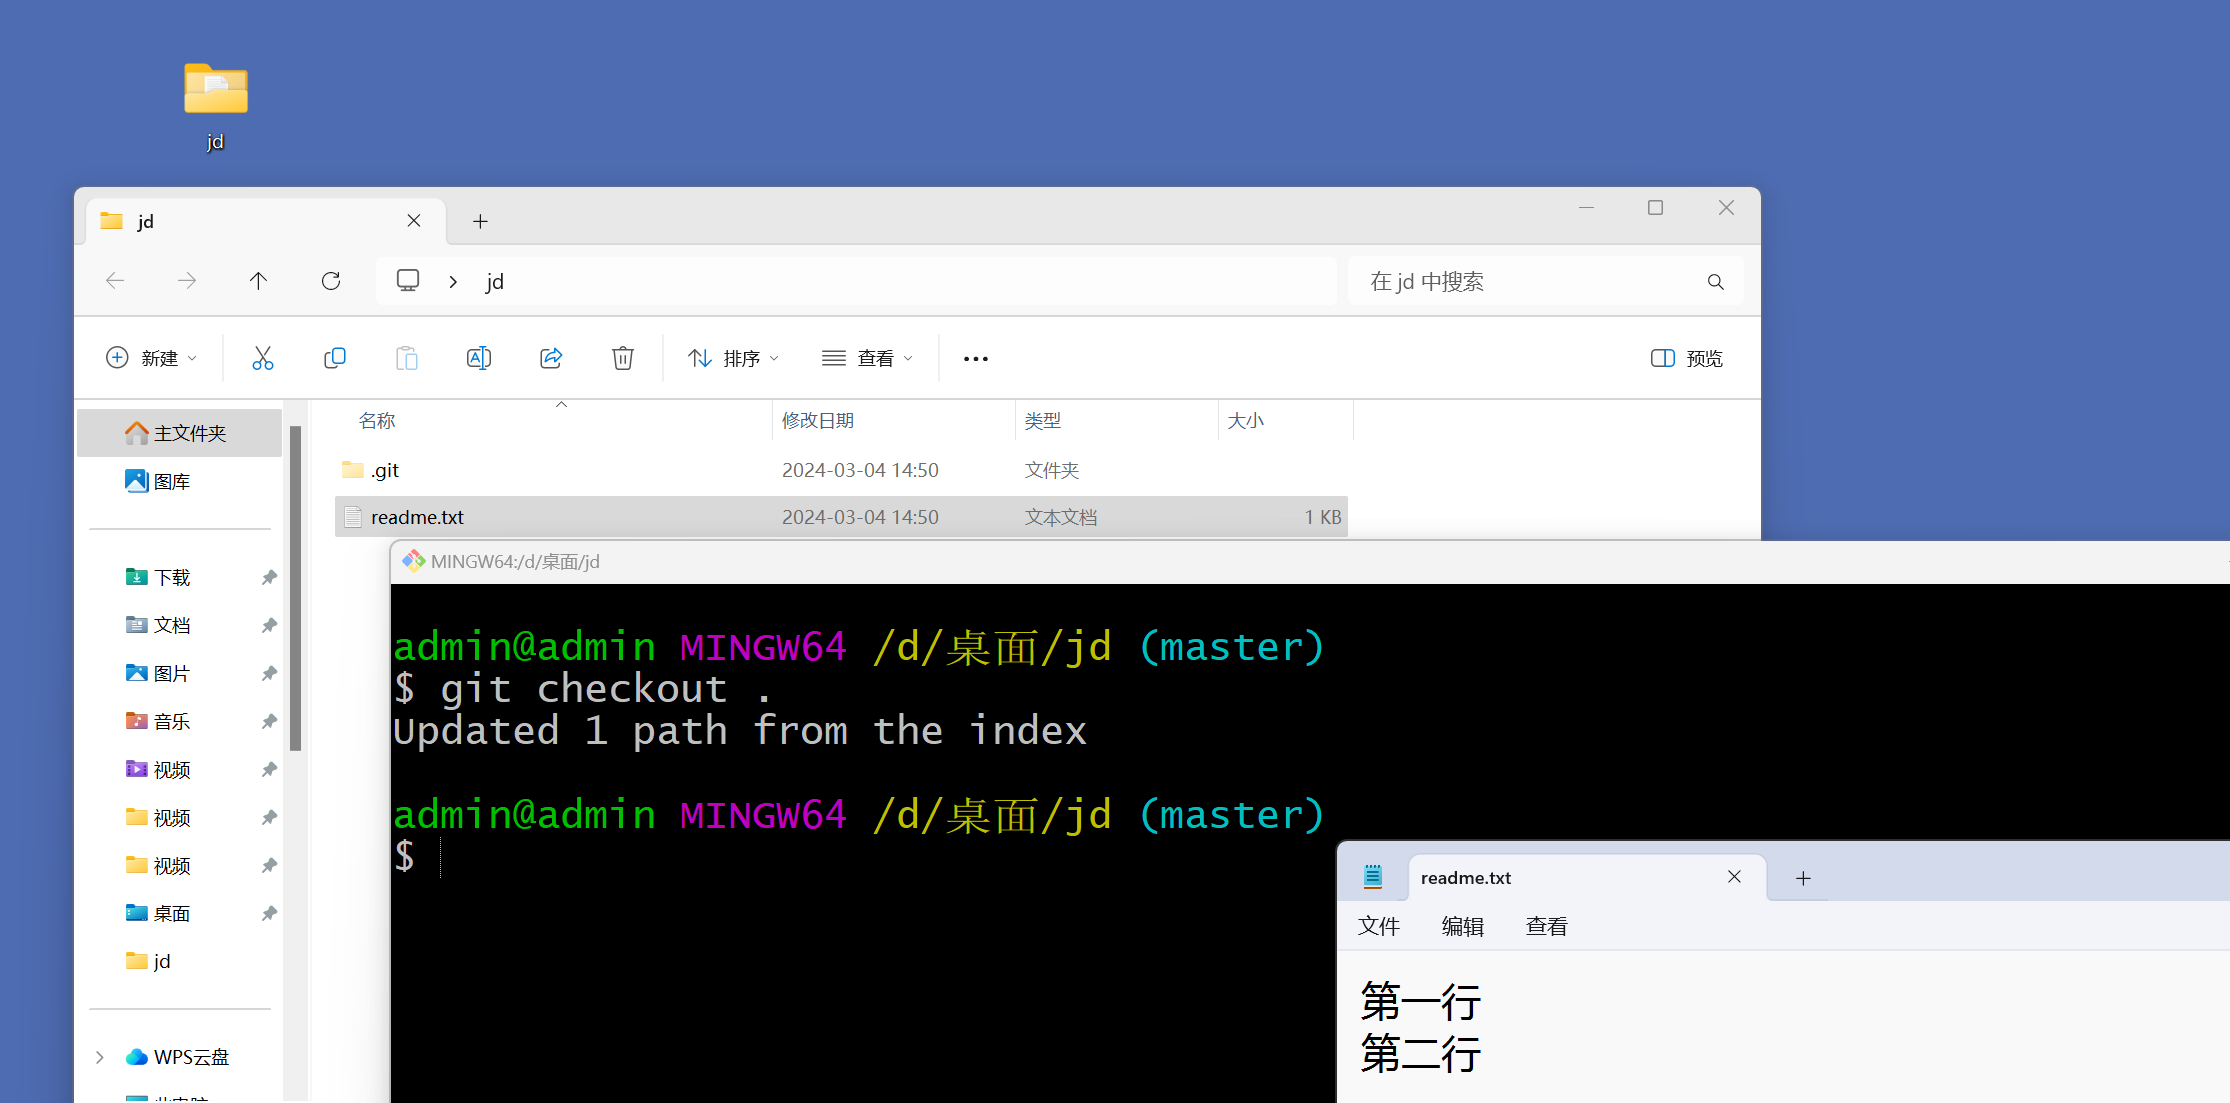 jd
jd
jd
在 jd 中搜索
新建
排序
查看
预览
主文件夹
图库
下载
文档
图片
音乐
视频
视频
视频
桌面
jd
WPS云盘
此电脑
名称 修改日期 类型 大小
.git 2024-03-04 14:50 文件夹
readme.txt 2024-03-04 14:50 文本文档 1 KB
MINGW64:/d/桌面/jd
admin@admin MINGW64 /d/桌面/jd (master)
$ git checkout .
Updated 1 path from the index
admin@admin MINGW64 /d/桌面/jd (master)
$
readme.txt
文件 编辑 查看
第一行
第二行